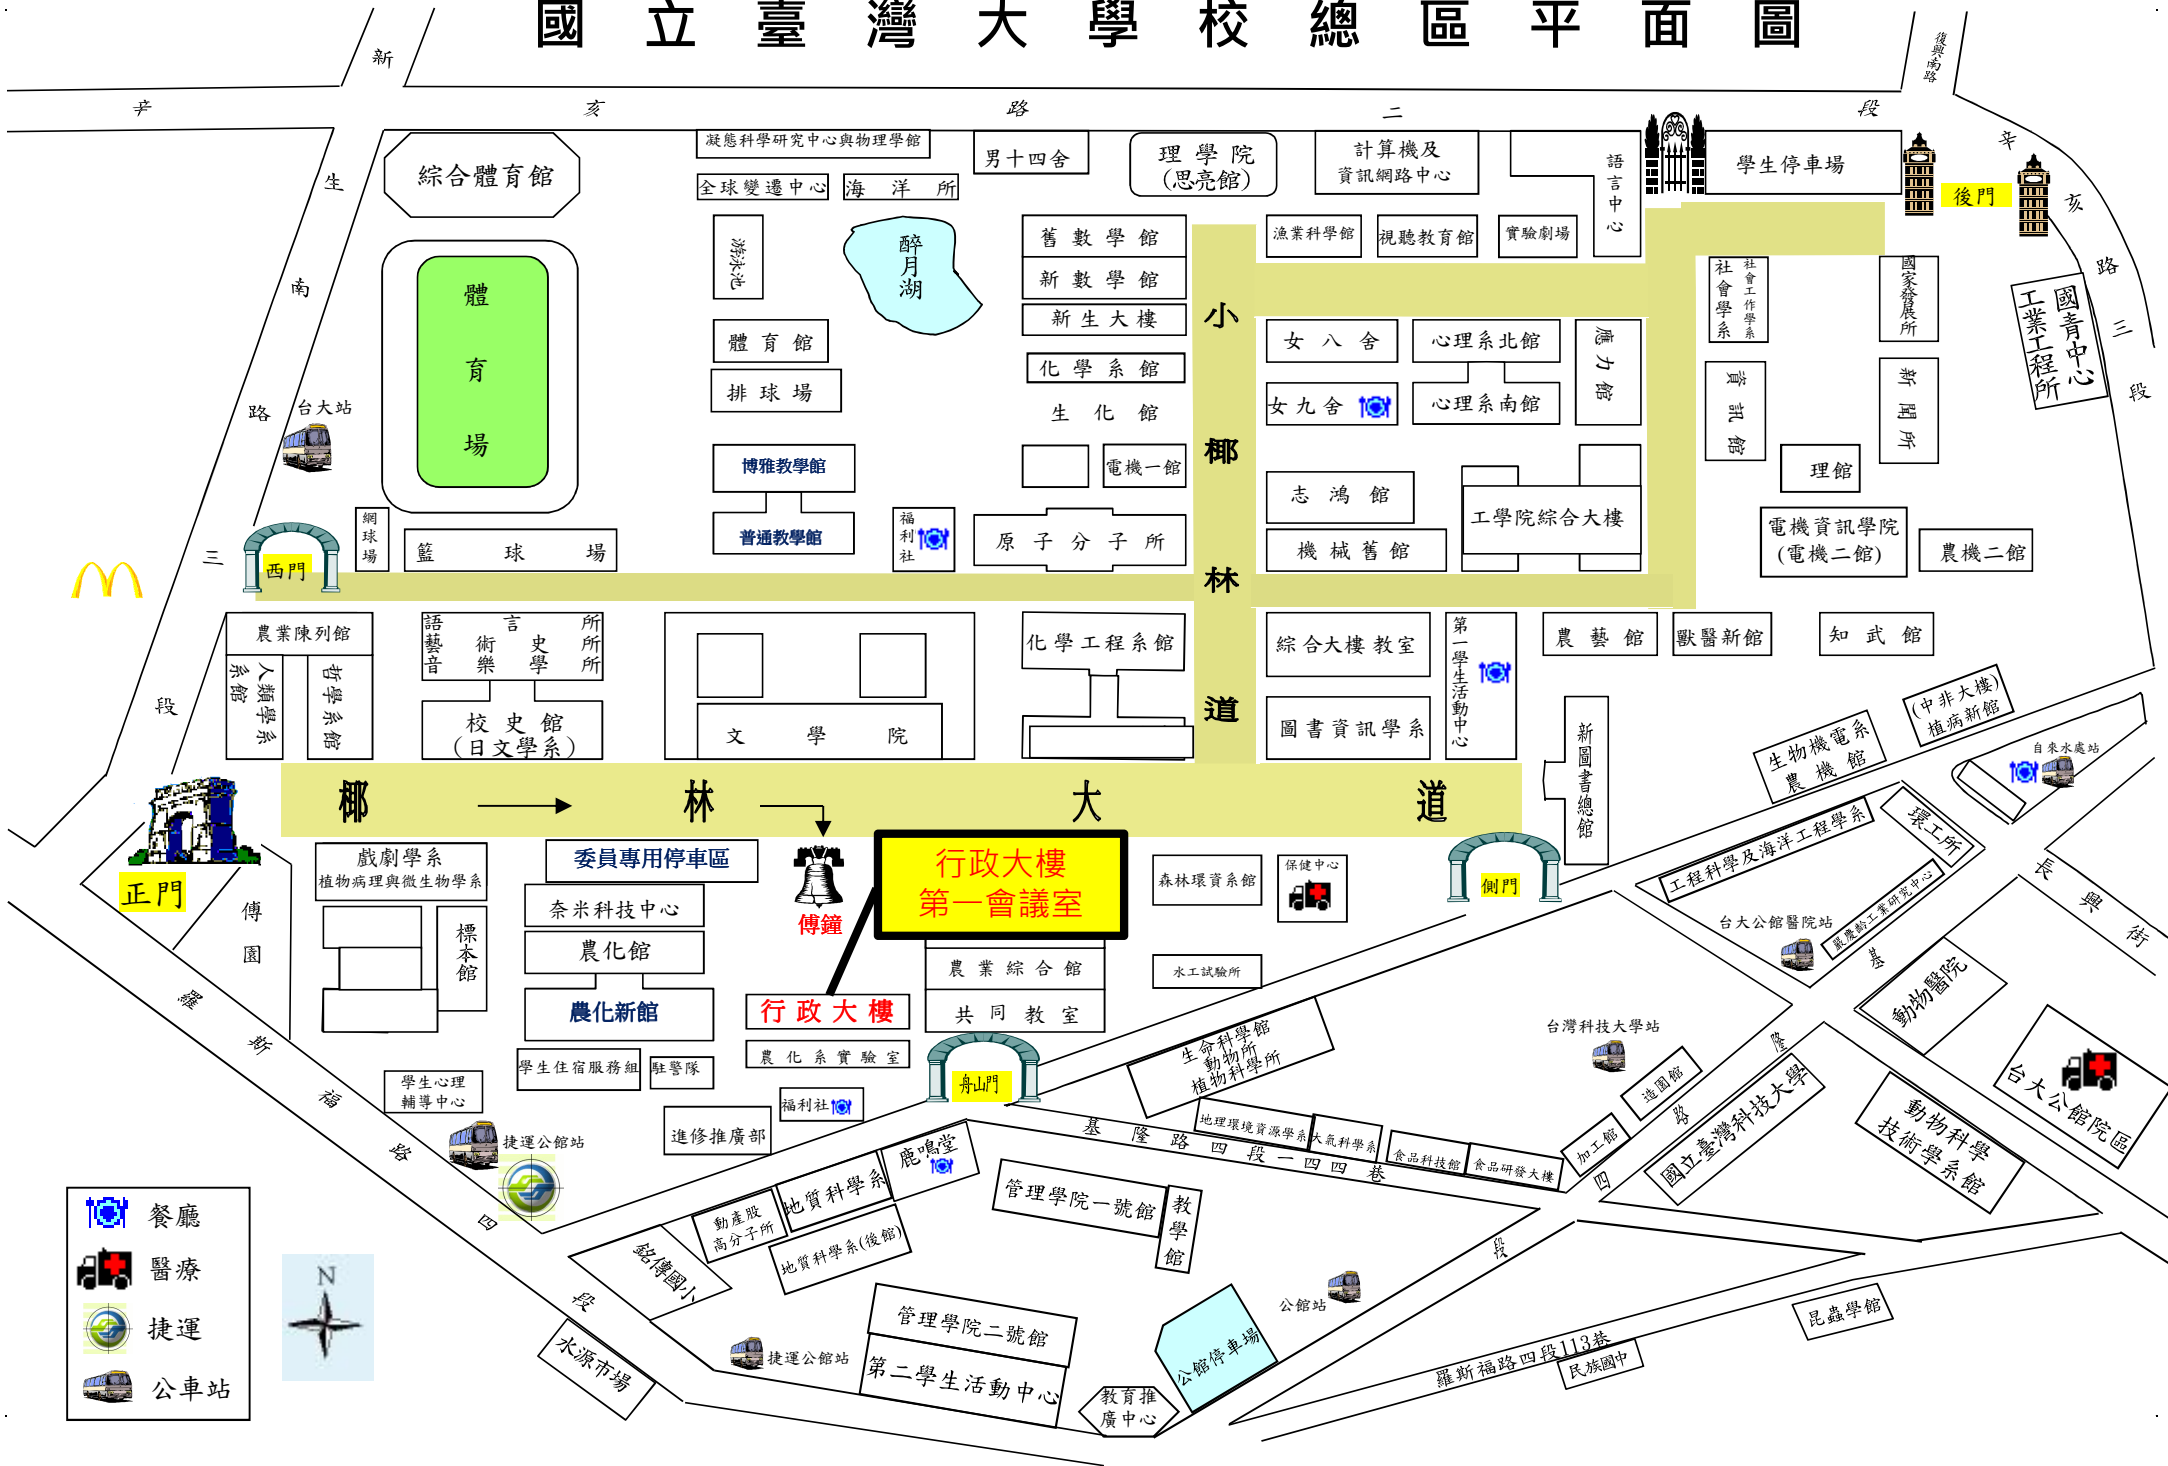 國立臺灣大學校總區平面圖
新生南路三段
辛亥路二段
復興南路
辛亥路三段
綜合體育館
凝態科學研究中心與物理學館
全球變遷中心
海洋所
男十四舍
理學院
(思亮館)
計算機及
資訊網路中心
語言中心
學生停車場
後門
體育場
游泳池
醉月湖
舊數學館
新數學館
新生大樓
化學系館
生化館
小椰林道
漁業科學館
視聽教育館
實驗劇場
社會學系
社會工作學系
國家發展所
國青中心
工業工程所
體育館
排球場
女八舍
心理系北館
應力館
女九舍
心理系南館
資訊館
新聞所
台大站
博雅教學館
普通教學館
電機一館
志鴻館
工學院綜合大樓
理館
網球場
籃球場
福利社
原子分子所
機械舊館
電機資訊學院
(電機二館)
農機二館
西門
農業陳列館
人類學系
系館
哲學系館
語言所
藝術史所
音樂學所
校史館
(日文學系)
文學院
化學工程系館
綜合大樓教室
第一學生活動中心
農藝館
獸醫新館
知武館
圖書資訊學系
新圖書總館
生物機電系
農機館
(中非大樓)
植病新館
自來水處站
椰林大道
正門
傅園
戲劇學系
植物病理與微生物學系
標本館
委員專用停車區
奈米科技中心
農化館
農化新館
傅鐘
行政大樓
第一會議室
森林環資系館
保健中心
側門
工程科學及海洋工程學系
環工所
嚴慶齡工業研究中心
台大公館醫院站
長興街
農業綜合館
水工試驗所
行政大樓
共同教室
農化系實驗室
學生住宿服務組
駐警隊
舟山門
學生心理
輔導中心
福利社
進修推廣部
捷運公館站
羅斯福路四段
生命科學館
動物所
植物科學所
台灣科技大學站
動物醫院
台大公館院區
造園館
加工館
國立臺灣科技大學
動物科學
技術學系館
基隆路四段
基隆路四段一四四巷
地理環境資源學系
大氣科學系
食品科技館
食品研發大樓
鹿鳴堂
地質科學系
動產股
高分子所
地質科學系(後館)
銘傳國小
管理學院一號館
教學館
管理學院二號館
第二學生活動中心
捷運公館站
水源市場
教育推
廣中心
公館停車場
公館站
羅斯福路四段113巷
民族國中
昆蟲學館
餐廳
醫療
捷運
公車站
N